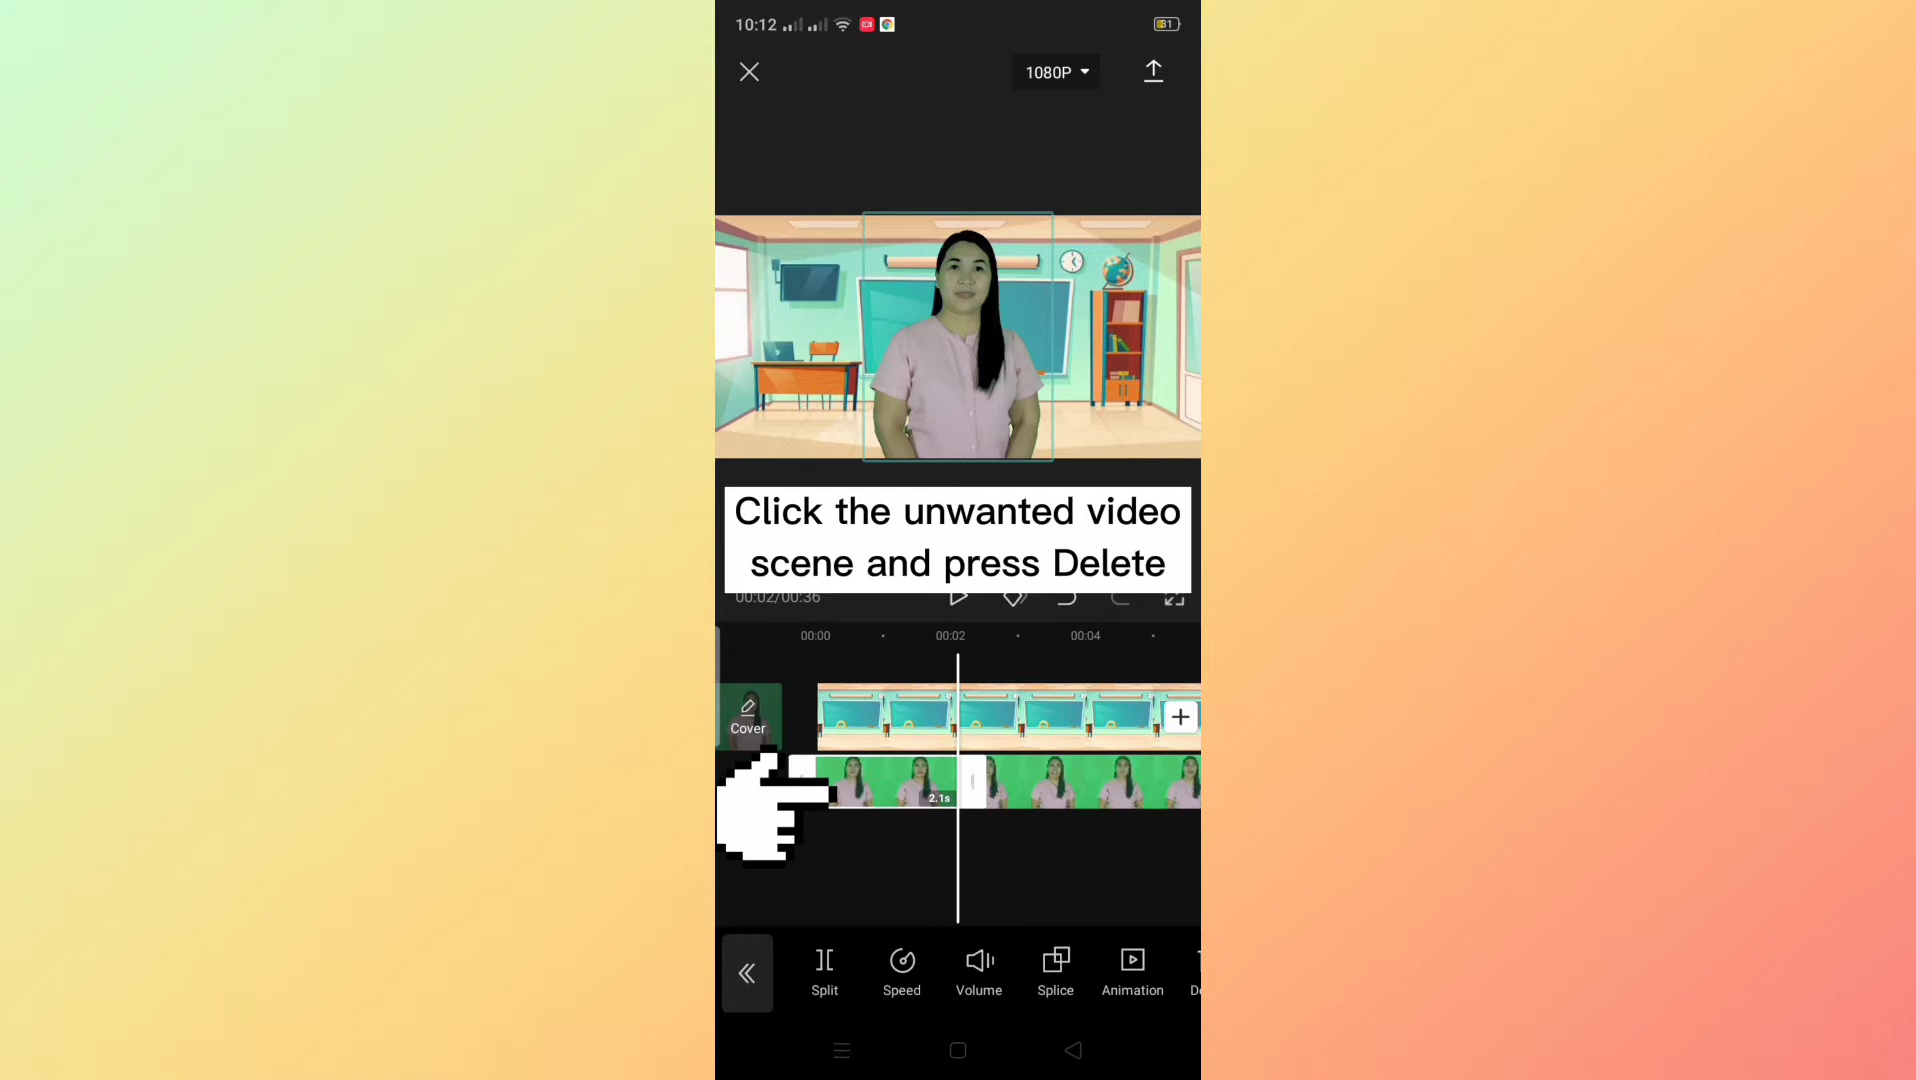 10:12
31
1080P
Click the unwanted video
scene and press Delete
00:02/00:36
00:00
00:02
00:04
Cover
2.1s
Split
Speed
Volume
Splice
Animation